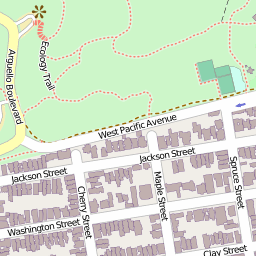 Ecology Trail
Arguello Boulevard
West Pacific Avenue
Jackson Street
Jackson Street
Spruce Street
Cherry Street
Maple Street
Washington Street
Clay Street